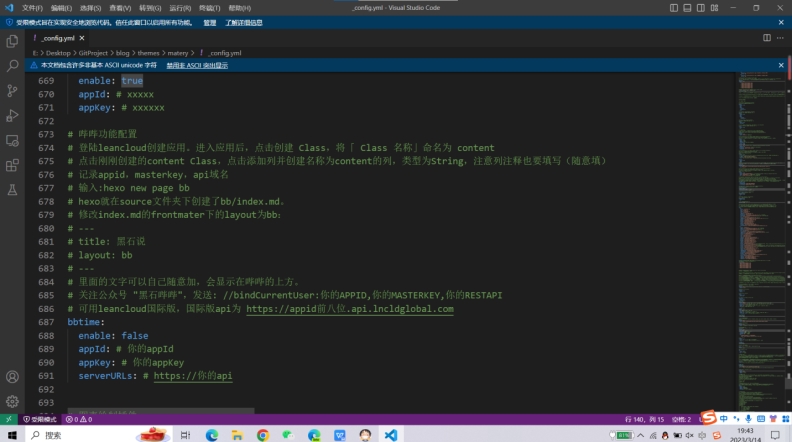 文件(F) 编辑(E) 选择(S) 查看(V) 转到(G) 运行(R) 终端(T) 帮助(H) _config.yml - Visual Studio Code
受限模式旨在实现安全地浏览代码。信任此窗口以启用所有功能。 管理 了解详细信息
_config.yml
E: > Desktop > GitProject > blog > themes > matery > _config.yml
本文档包含许多非基本 ASCII unicode 字符 禁用非 ASCII 突出显示
669 enable: true
670 appId: # xxxxx
671 appKey: # xxxxxx
672
673 # 哔哔功能配置
674 # 登陆leancloud创建应用。进入应用后，点击创建 Class，将「 Class 名称」命名为 content
675 # 点击刚刚创建的content Class，点击添加列并创建名称为content的列，类型为String，注意列注释也要填写（随意填）
676 # 记录appid，masterkey，api域名
677 # 输入:hexo new page bb
678 # hexo就在source文件夹下创建了bb/index.md。
679 # 修改index.md的frontmater下的layout为bb：
680 # ---
681 # title: 黑石说
682 # layout: bb
683 # ---
684 # 里面的文字可以自己随意加，会显示在哔哔的上方。
685 # 关注公众号 “黑石哔哔”，发送: //bindCurrentUser:你的APPID,你的MASTERKEY,你的RESTAPI
686 # 可用leancloud国际版，国际版api为 https://appid前八位.api.lncldglobal.com
687 bbtime:
688 enable: false
689 appId: # 你的appId
690 appKey: # 你的appKey
691 serverURLs: # https://你的api
692
693
受限模式 0 0 行 140，列 15 空格: 2
搜索 91% 中 19:43
2023/3/14